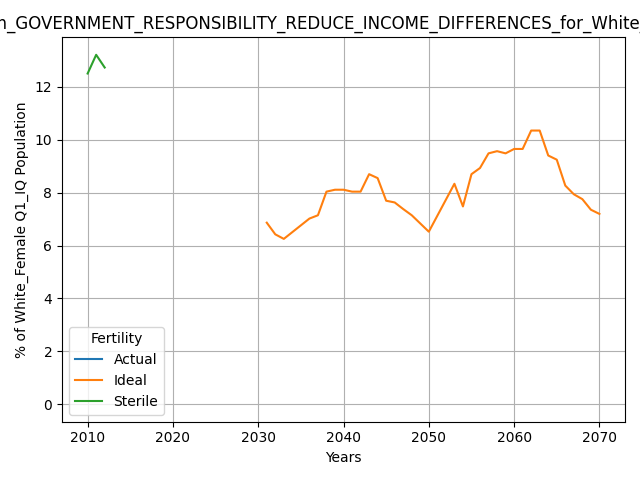 GOVERNMENT_RESPONSIBILITY_REDUCE_INCOME_DIFFERENCES_for_White_
% of White_Female Q1_IQ Population
12
10
8
6
4
2
0
Fertility
Actual
Ideal
Sterile
2010 2020 2030 2040 2050 2060 2070
Years